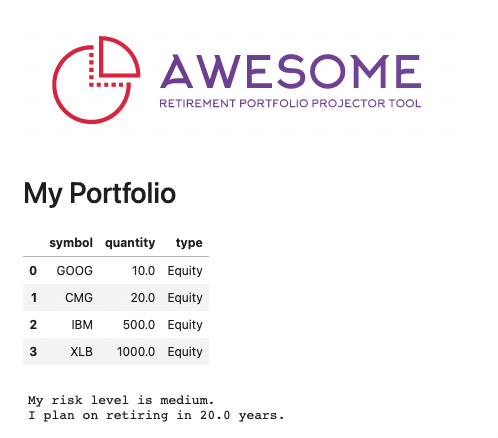 AWESOME
RETIREMENT PORTFOLIO PROJECTOR TOOL
My Portfolio
symbol quantity type
0 GOOG 10.0 Equity
1 CMG 20.0 Equity
2 IBM 500.0 Equity
3 XLB 1000.0 Equity
My risk level is medium.
I plan on retiring in 20.0 years.